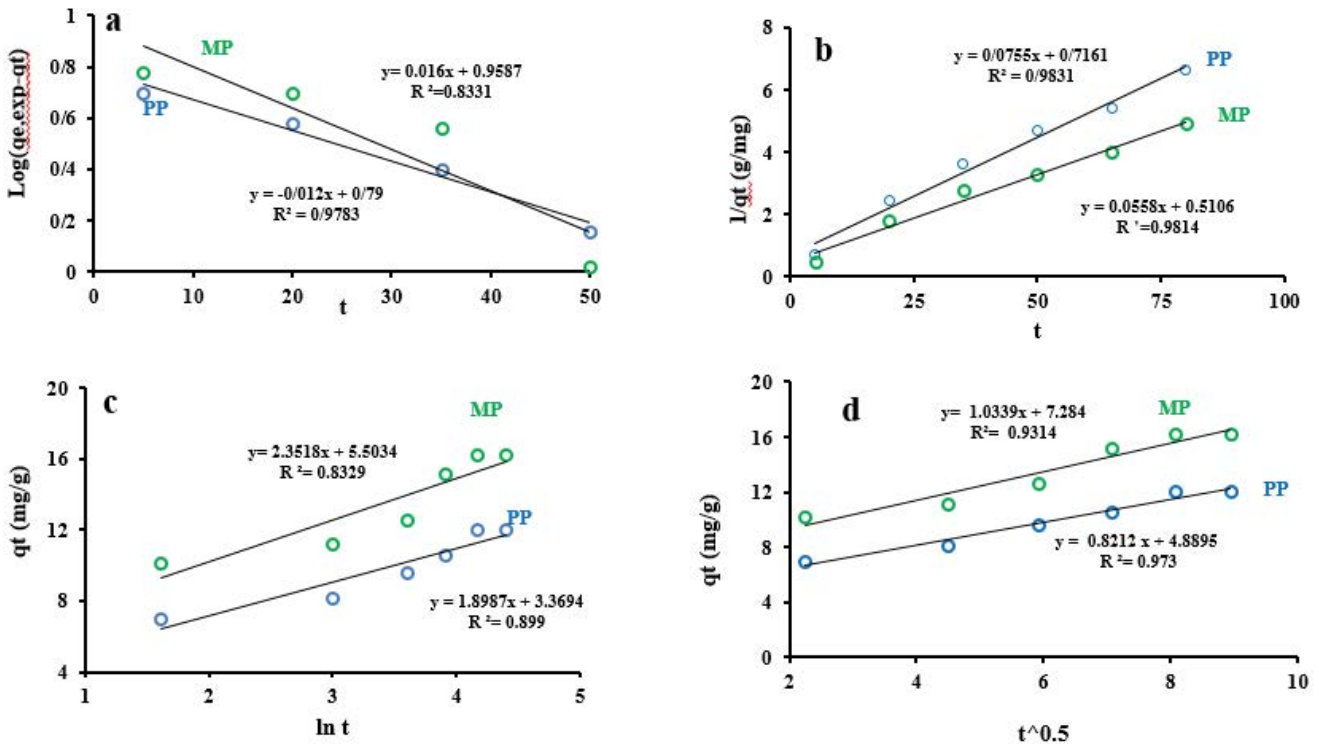 a
MP
PP
y= 0.016x + 0.9587
R ²=0.8331
y = -0/012x + 0/79
R² = 0/9783
1
0/8
0/6
0/4
0/2
0
0 10 20 30 40 50
t
Log(qe,exp-qt)
b
y = 0/0755x + 0/7161
R² = 0/9831
PP
MP
y = 0.0558x + 0.5106
R '=0.9814
8
6
4
2
0
0 25 50 75 100
t
1/qt (g/mg)
c
MP
y= 2.3518x + 5.5034
R ²= 0.8329
PP
y = 1.8987x + 3.3694
R ²= 0.899
20
16
12
8
4
1 2 3 4 5
ln t
qt (mg/g)
d
y= 1.0339x + 7.284
R²= 0.9314
MP
PP
y = 0.8212 x + 4.8895
R ²= 0.973
20
16
12
8
4
0
2 4 6 8 10
t^0.5
qt (mg/g)